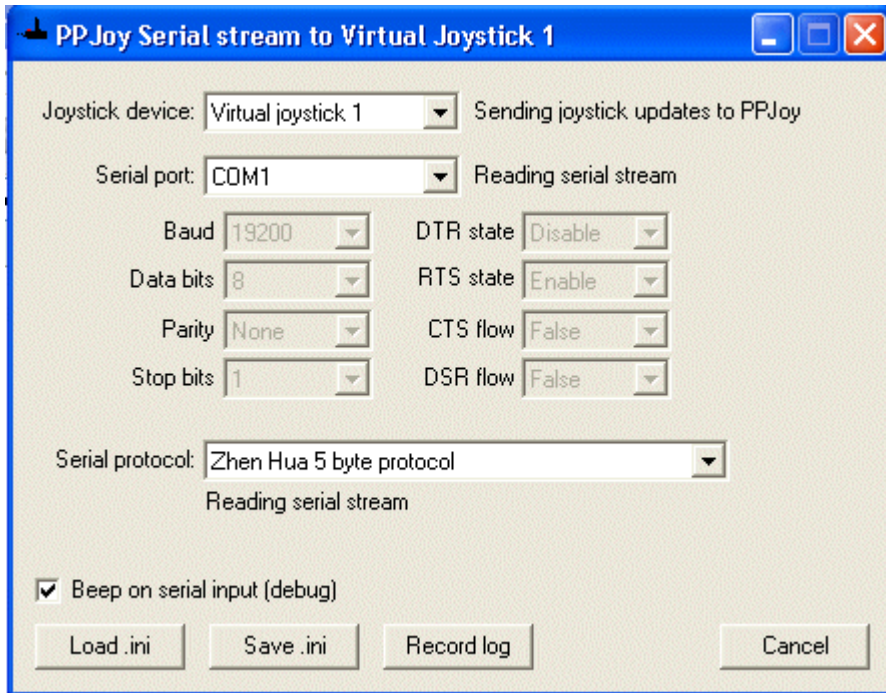 PPJoy Serial stream to Virtual Joystick 1
Joystick device: Virtual joystick 1 Sending joystick updates to PPJoy
Serial port: COM1 Reading serial stream
Baud 19200 DTR state Disable
Data bits 8 RTS state Enable
Parity None CTS flow False
Stop bits 1 DSR flow False
Serial protocol: Zhen Hua 5 byte protocol
Reading serial stream
Beep on serial input (debug)
Load .ini Save .ini Record log Cancel